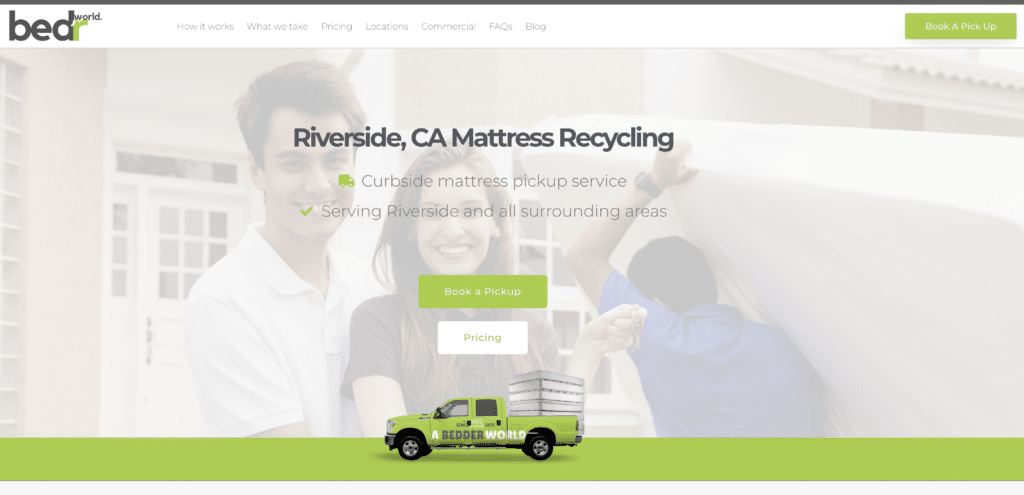 bedr world.
How it works What we take Pricing Locations Commercial FAQs Blog
Book A Pick Up
Riverside, CA Mattress Recycling
Curbside mattress pickup service
Serving Riverside and all surrounding areas
Book a Pickup
Pricing
A BEDDER WORLD